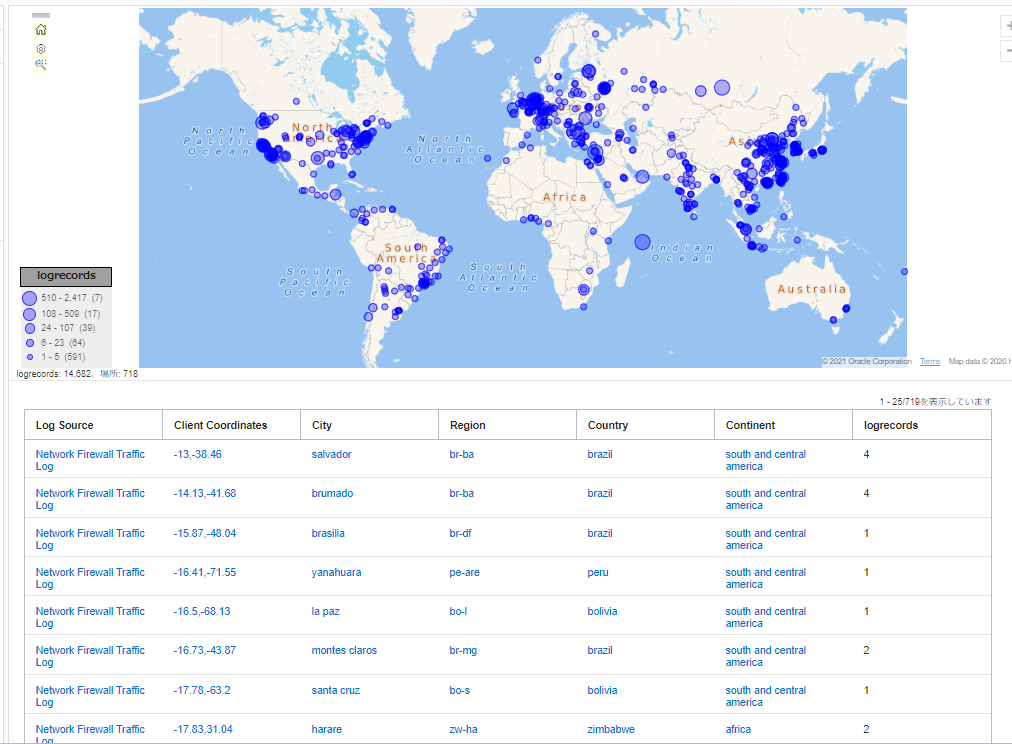 North
Pacific
Ocean
North
America
North
Atlantic
Ocean
Africa
South
America
South
Pacific
Ocean
South
Atlantic
Ocean
Indian
Ocean
Australia
logrecords
510 - 2,417 (7)
108 - 509 (17)
24 - 107 (39)
6 - 23 (64)
1 - 5 (591)
logrecords: 14,682、場所: 718
© 2021 Oracle Corporation Terms Map data © 2020 H
1 - 25/719を表示しています
Log Source Client Coordinates City Region Country Continent logrecords
Network Firewall Traffic Log -13,-38.46 salvador br-ba brazil south and central america 4
Network Firewall Traffic Log -14.13,-41.68 brumado br-ba brazil south and central america 4
Network Firewall Traffic Log -15.87,-48.04 brasilia br-df brazil south and central america 1
Network Firewall Traffic Log -16.41,-71.55 yanahuara pe-are peru south and central america 1
Network Firewall Traffic Log -16.5,-68.13 la paz bo-l bolivia south and central america 1
Network Firewall Traffic Log -16.73,-43.87 montes claros br-mg brazil south and central america 2
Network Firewall Traffic Log -17.78,-63.2 santa cruz bo-s bolivia south and central america 1
Network Firewall Traffic Log -17.83,31.04 harare zw-ha zimbabwe africa 2